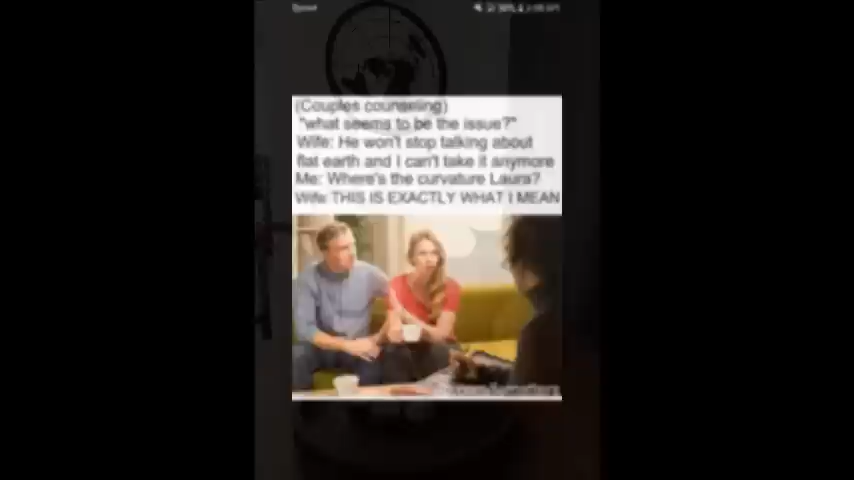 (Couples counseling)
"what seems to be the issue?"
Wife: He won't stop talking about
flat earth and I can't take it anymore
Me: Where's the curvature Laura?
Wife: THIS IS EXACTLY WHAT I MEAN